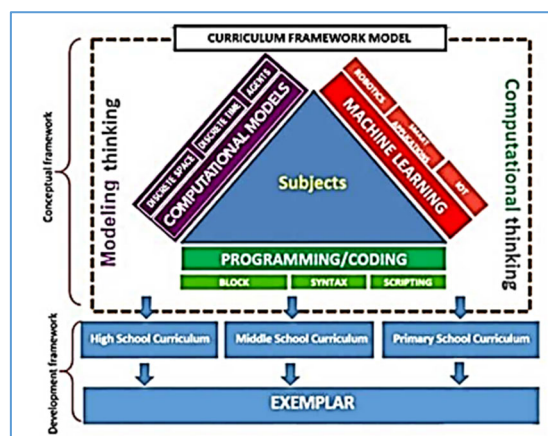 CURRICULUM FRAMEWORK MODEL
Conceptual framework
Modeling thinking
DISCRETE SPACE
DISCRETE TIME
AGENTS
COMPUTATIONAL MODELS
Subjects
ROBOTICS
SMART
APPLICATIONS
IOT
MACHINE LEARNING
Computational thinking
PROGRAMMING/CODING
BLOCK
SYNTAX
SCRIPTING
Development framework
High School Curriculum
Middle School Curriculum
Primary School Curriculum
EXEMPLAR